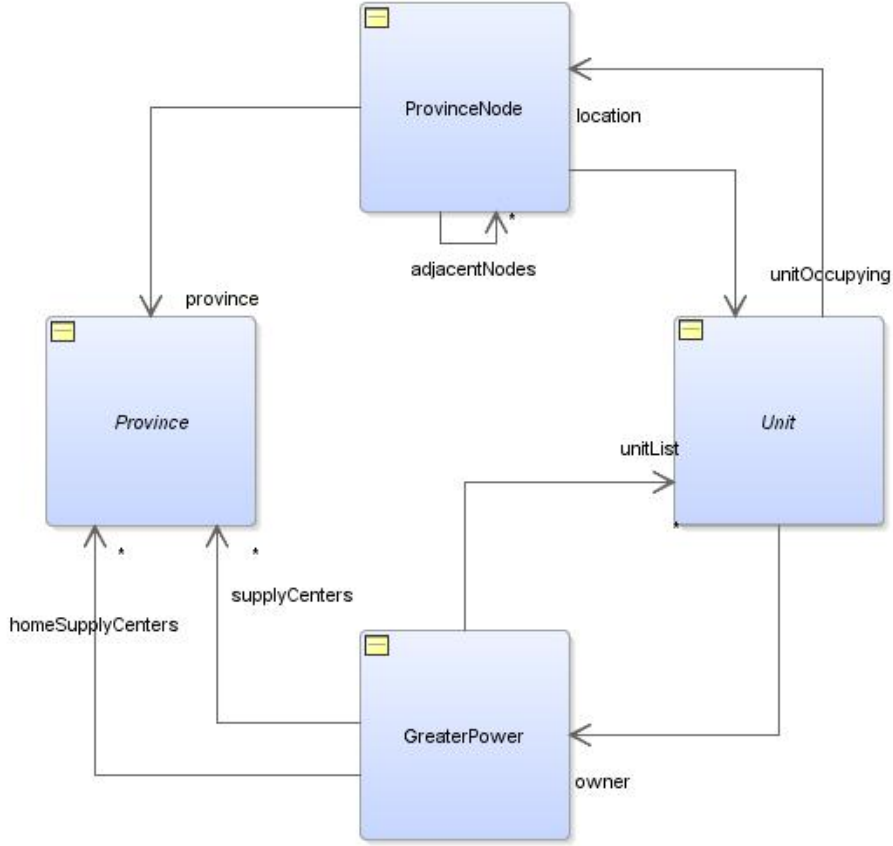 ProvinceNode
location
*
adjacentNodes
unitOccupying
province
Province
Unit
unitList
*
*
*
supplyCenters
homeSupplyCenters
GreaterPower
owner